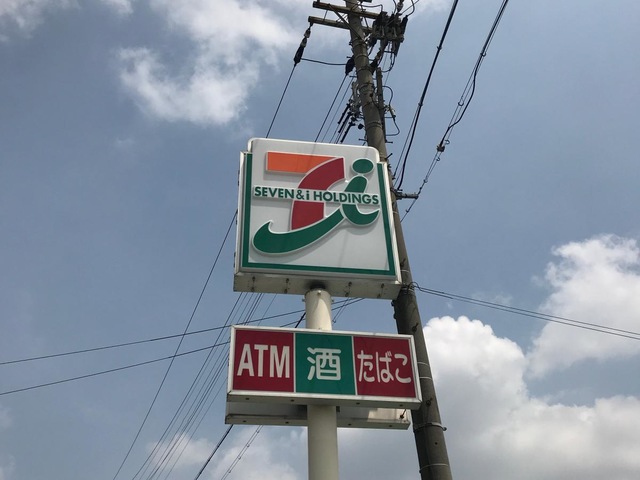 SEVEN & i HOLDINGS
ATM 酒 たばこ